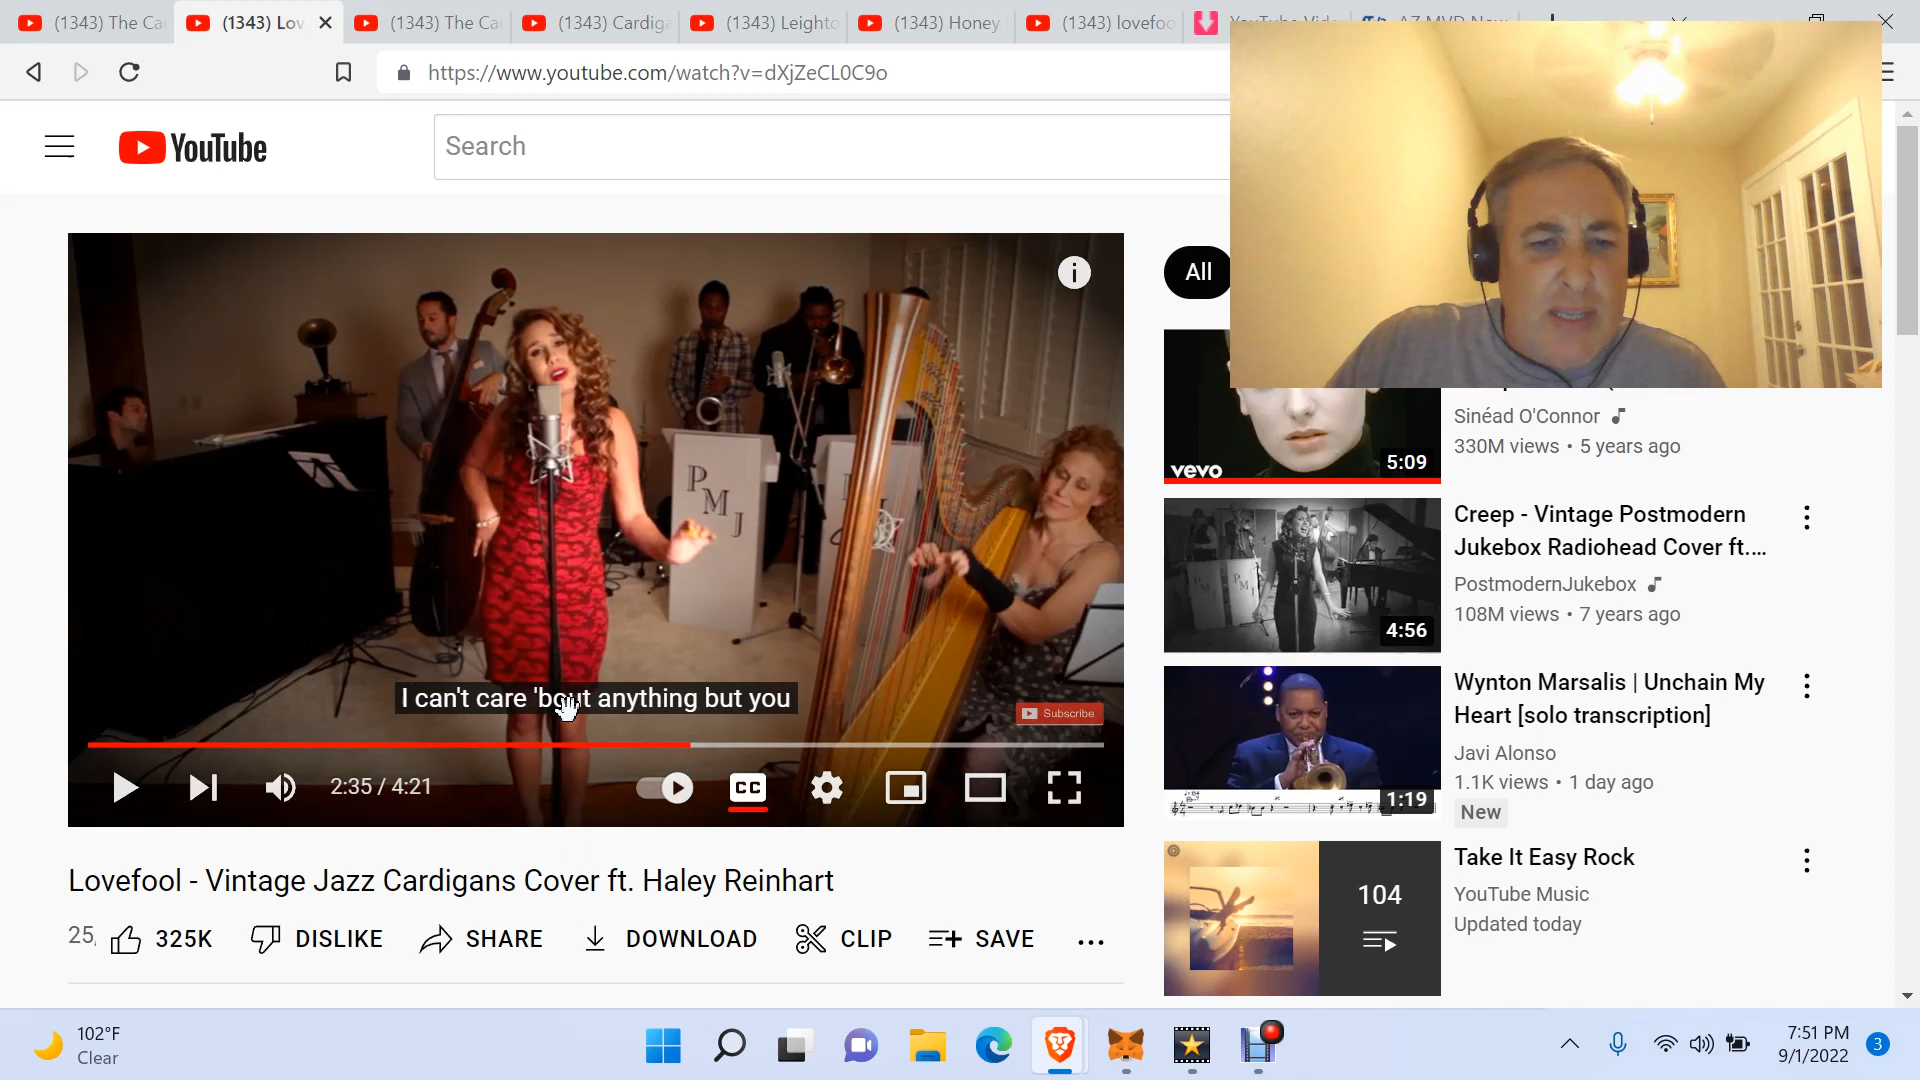 (1343) The Ca
(1343) Lov
(1343) The Ca
(1343) Cardiga
(1343) Leighto
(1343) Honey
(1343) lovefoo
https://www.youtube.com/watch?v=dXjZeCL0C9o
YouTube
Search
All
PMJ
I can't care 'bout anything but you
Subscribe
2:35 / 4:21
CC
Lovefool - Vintage Jazz Cardigans Cover ft. Haley Reinhart
325K
DISLIKE
SHARE
DOWNLOAD
CLIP
SAVE
vevo
5:09
Sinéad O'Connor
330M views • 5 years ago
4:56
Creep - Vintage Postmodern
Jukebox Radiohead Cover ft....
PostmodernJukebox
108M views • 7 years ago
1:19
Wynton Marsalis | Unchain My
Heart [solo transcription]
Javi Alonso
1.1K views • 1 day ago
New
104
Take It Easy Rock
YouTube Music
Updated today
102°F
Clear
7:51 PM
9/1/2022
3